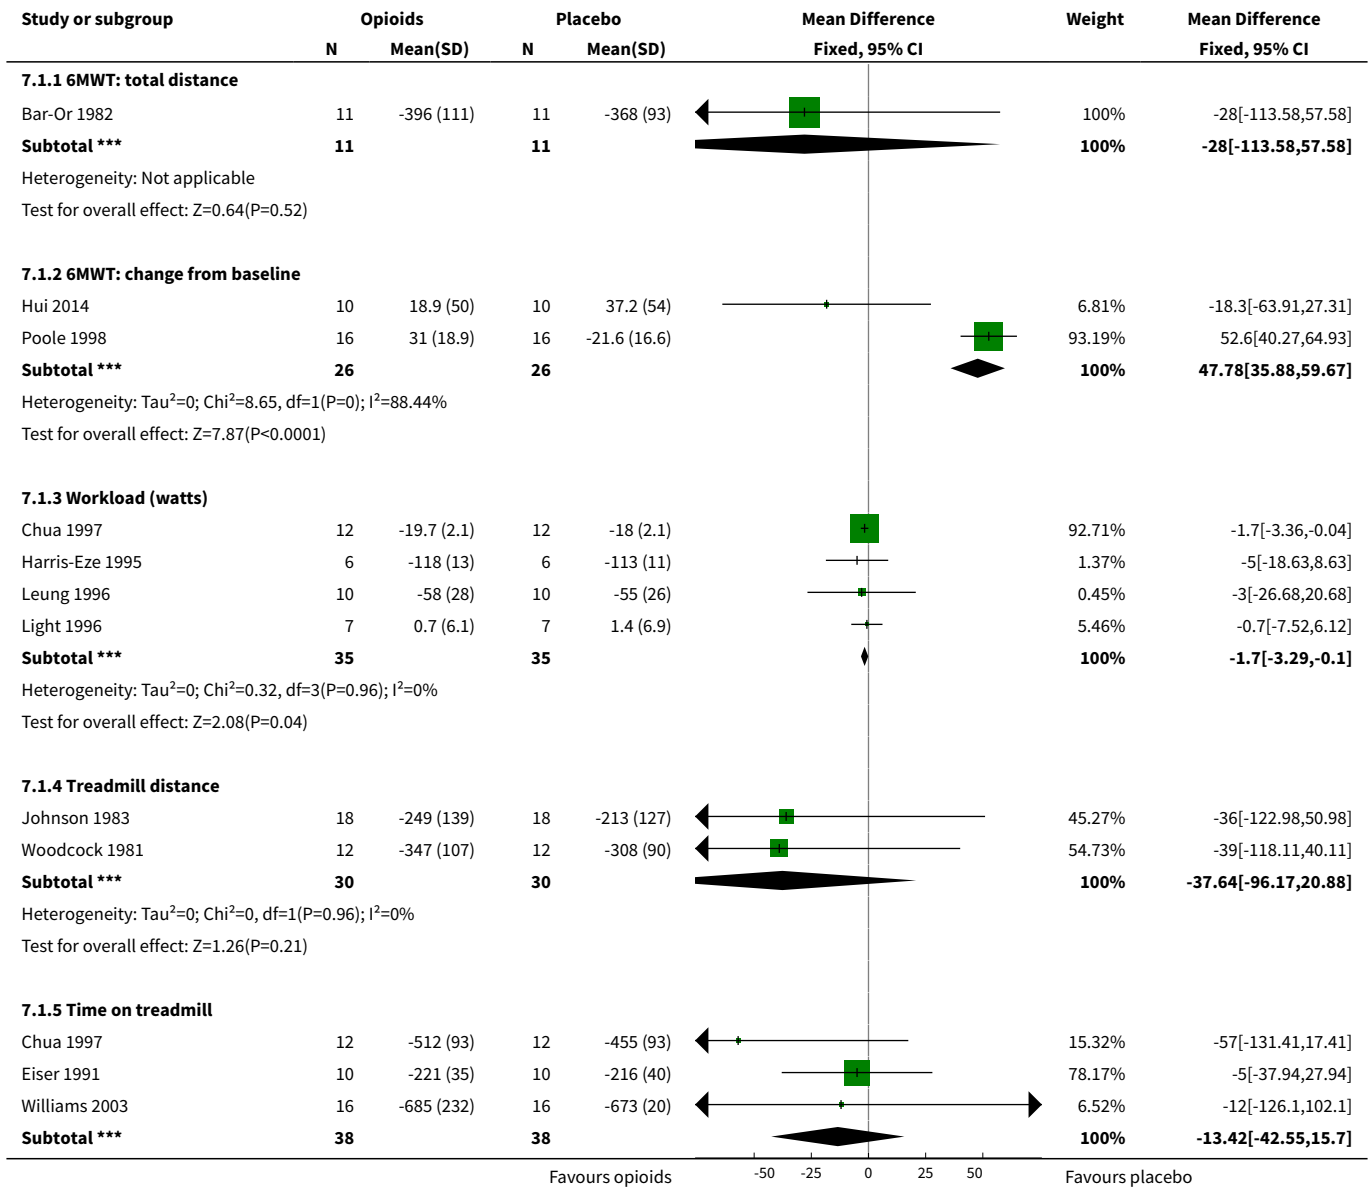 Study or subgroup Opioids Placebo Mean Difference Weight Mean Difference
N Mean(SD) N Mean(SD) Fixed, 95% CI Fixed, 95% CI
7.1.1 6MWT: total distance
Bar-Or 1982 11 -396 (111) 11 -368 (93) 100% -28[-113.58,57.58]
Subtotal *** 11 11 100% -28[-113.58,57.58]
Heterogeneity: Not applicable
Test for overall effect: Z=0.64(P=0.52)
7.1.2 6MWT: change from baseline
Hui 2014 10 18.9 (50) 10 37.2 (54) 6.81% -18.3[-63.91,27.31]
Poole 1998 16 31 (18.9) 16 -21.6 (16.6) 93.19% 52.6[40.27,64.93]
Subtotal *** 26 26 100% 47.78[35.88,59.67]
Heterogeneity: Tau²=0; Chi²=8.65, df=1(P=0); I²=88.44%
Test for overall effect: Z=7.87(P<0.0001)
7.1.3 Workload (watts)
Chua 1997 12 -19.7 (2.1) 12 -18 (2.1) 92.71% -1.7[-3.36,-0.04]
Harris-Eze 1995 6 -118 (13) 6 -113 (11) 1.37% -5[-18.63,8.63]
Leung 1996 10 -58 (28) 10 -55 (26) 0.45% -3[-26.68,20.68]
Light 1996 7 0.7 (6.1) 7 1.4 (6.9) 5.46% -0.7[-7.52,6.12]
Subtotal *** 35 35 100% -1.7[-3.29,-0.1]
Heterogeneity: Tau²=0; Chi²=0.32, df=3(P=0.96); I²=0%
Test for overall effect: Z=2.08(P=0.04)
7.1.4 Treadmill distance
Johnson 1983 18 -249 (139) 18 -213 (127) 45.27% -36[-122.98,50.98]
Woodcock 1981 12 -347 (107) 12 -308 (90) 54.73% -39[-118.11,40.11]
Subtotal *** 30 30 100% -37.64[-96.17,20.88]
Heterogeneity: Tau²=0; Chi²=0, df=1(P=0.96); I²=0%
Test for overall effect: Z=1.26(P=0.21)
7.1.5 Time on treadmill
Chua 1997 12 -512 (93) 12 -455 (93) 15.32% -57[-131.41,17.41]
Eiser 1991 10 -221 (35) 10 -216 (40) 78.17% -5[-37.94,27.94]
Williams 2003 16 -685 (232) 16 -673 (20) 6.52% -12[-126.1,102.1]
Subtotal *** 38 38 100% -13.42[-42.55,15.7]
Favours opioids -50 -25 0 25 50 Favours placebo